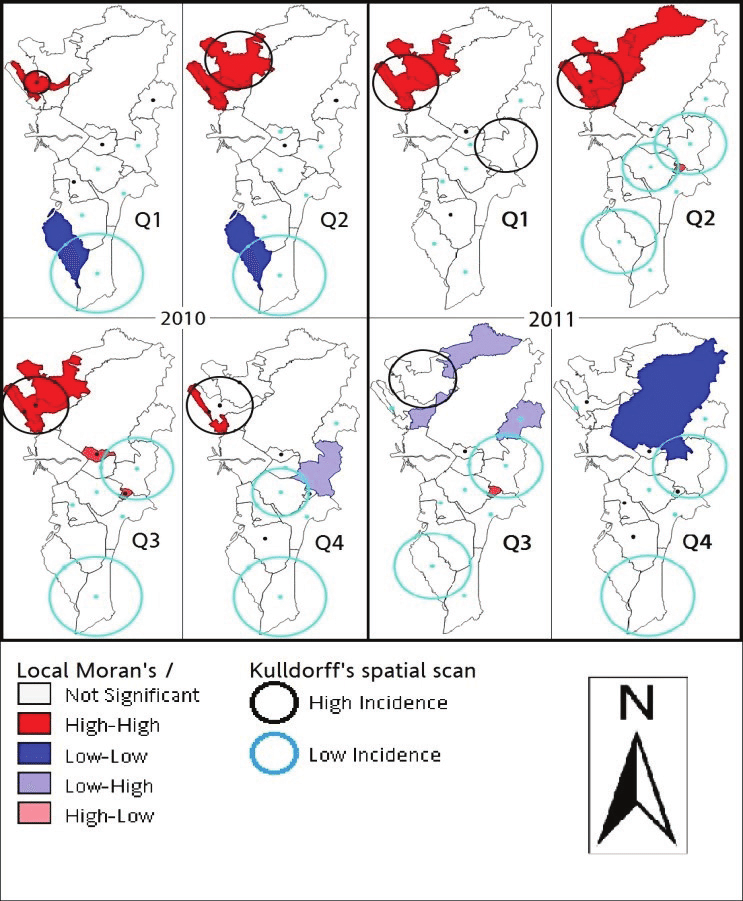 Q1
Q2
Q1
Q2
2010
2011
Q3
Q4
Q3
Q4
Local Moran's I
Not Significant
High-High
Low-Low
Low-High
High-Low
Kulldorff's spatial scan
High Incidence
Low Incidence
N